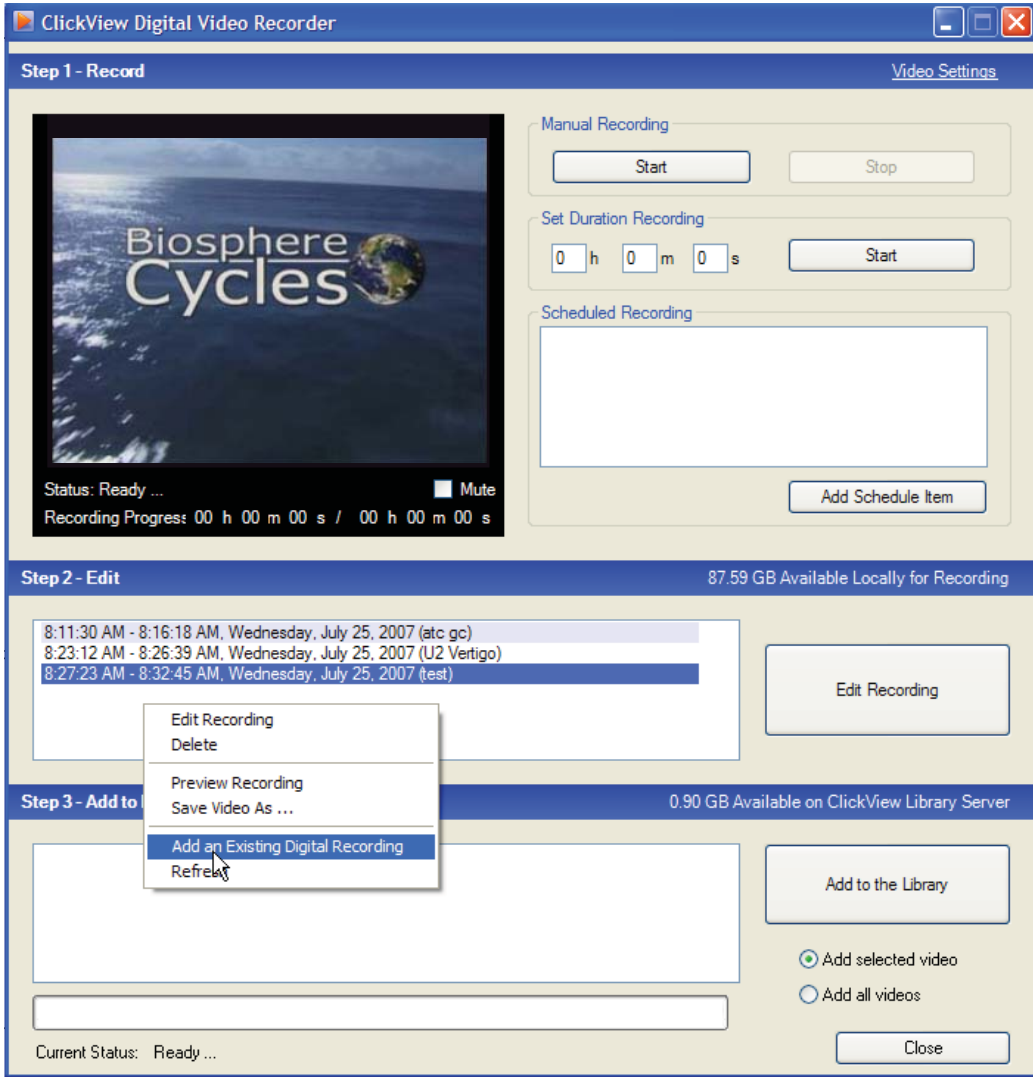 ClickView Digital Video Recorder
Step 1 - Record
Video Settings
Biosphere
Cycles
Status: Ready ...
Mute
Recording Progress 00 h 00 m 00 s / 00 h 00 m 00 s
Manual Recording
Start
Stop
Set Duration Recording
0 h 0 m 0 s
Start
Scheduled Recording
Add Schedule Item
Step 2 - Edit
87.59 GB Available Locally for Recording
8:11:30 AM - 8:16:18 AM, Wednesday, July 25, 2007 (atc gc)
8:23:12 AM - 8:26:39 AM, Wednesday, July 25, 2007 (U2 Vertigo)
8:27:23 AM - 8:32:45 AM, Wednesday, July 25, 2007 (test)
Edit Recording
Edit Recording
Delete
Preview Recording
Save Video As ...
Add an Existing Digital Recording
Refresh
Step 3 - Add to
0.90 GB Available on ClickView Library Server
Add to the Library
Add selected video
Add all videos
Current Status: Ready ...
Close